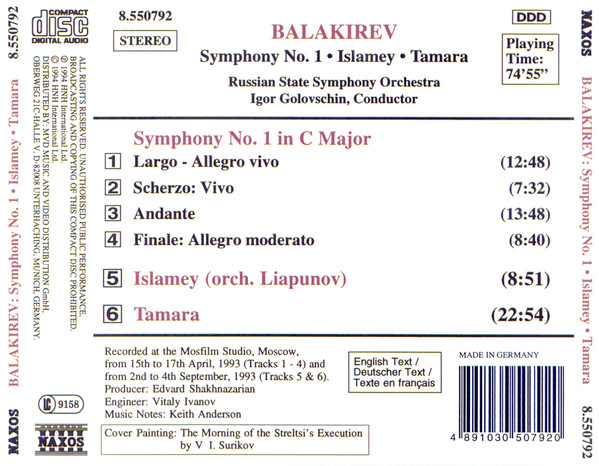 8.550792
COMPACT
disc
DIGITAL AUDIO
STEREO
BALAKIREV
Symphony No. 1 • Islamey • Tamara
Russian State Symphony Orchestra
Igor Golovschin, Conductor
DDD
Playing
Time:
74'55"
Symphony No. 1 in C Major
1 Largo - Allegro vivo (12:48)
2 Scherzo: Vivo (7:32)
3 Andante (13:48)
4 Finale: Allegro moderato (8:40)
5 Islamey (orch. Liapunov) (8:51)
6 Tamara (22:54)
Recorded at the Mosfilm Studio, Moscow,
from 15th to 17th April, 1993 (Tracks 1 - 4) and
from 2nd to 4th September, 1993 (Tracks 5 & 6).
Producer: Edvard Shakhnazarian
Engineer: Vitaly Ivanov
Music Notes: Keith Anderson
Cover Painting: The Morning of the Streltsi's Execution
by V I. Surikov
English Text /
Deutscher Text /
Texte en français
MADE IN GERMANY
4 891030 507920
ALL RIGHTS RESERVED. UNAUTHORISED PUBLIC PERFORMANCE,
BROADCASTING AND COPYING OF THIS COMPACT DISC PROHIBITED.
℗ 1994 HNH International Ltd.
© 1994 HNH International Ltd.
DISTRIBUTED BY: MVD MUSIC AND VIDEO DISTRIBUTION GmbH,
OBERWEG 21C-HALLE V, D-82008 UNTERHACHING, MUNICH, GERMANY.
LC 9158
NAXOS
NAXOS BALAKIREV: Symphony No. 1 • Islamey • Tamara 8.550792
NAXOS BALAKIREV: Symphony No. 1 • Islamey • Tamara 8.550792